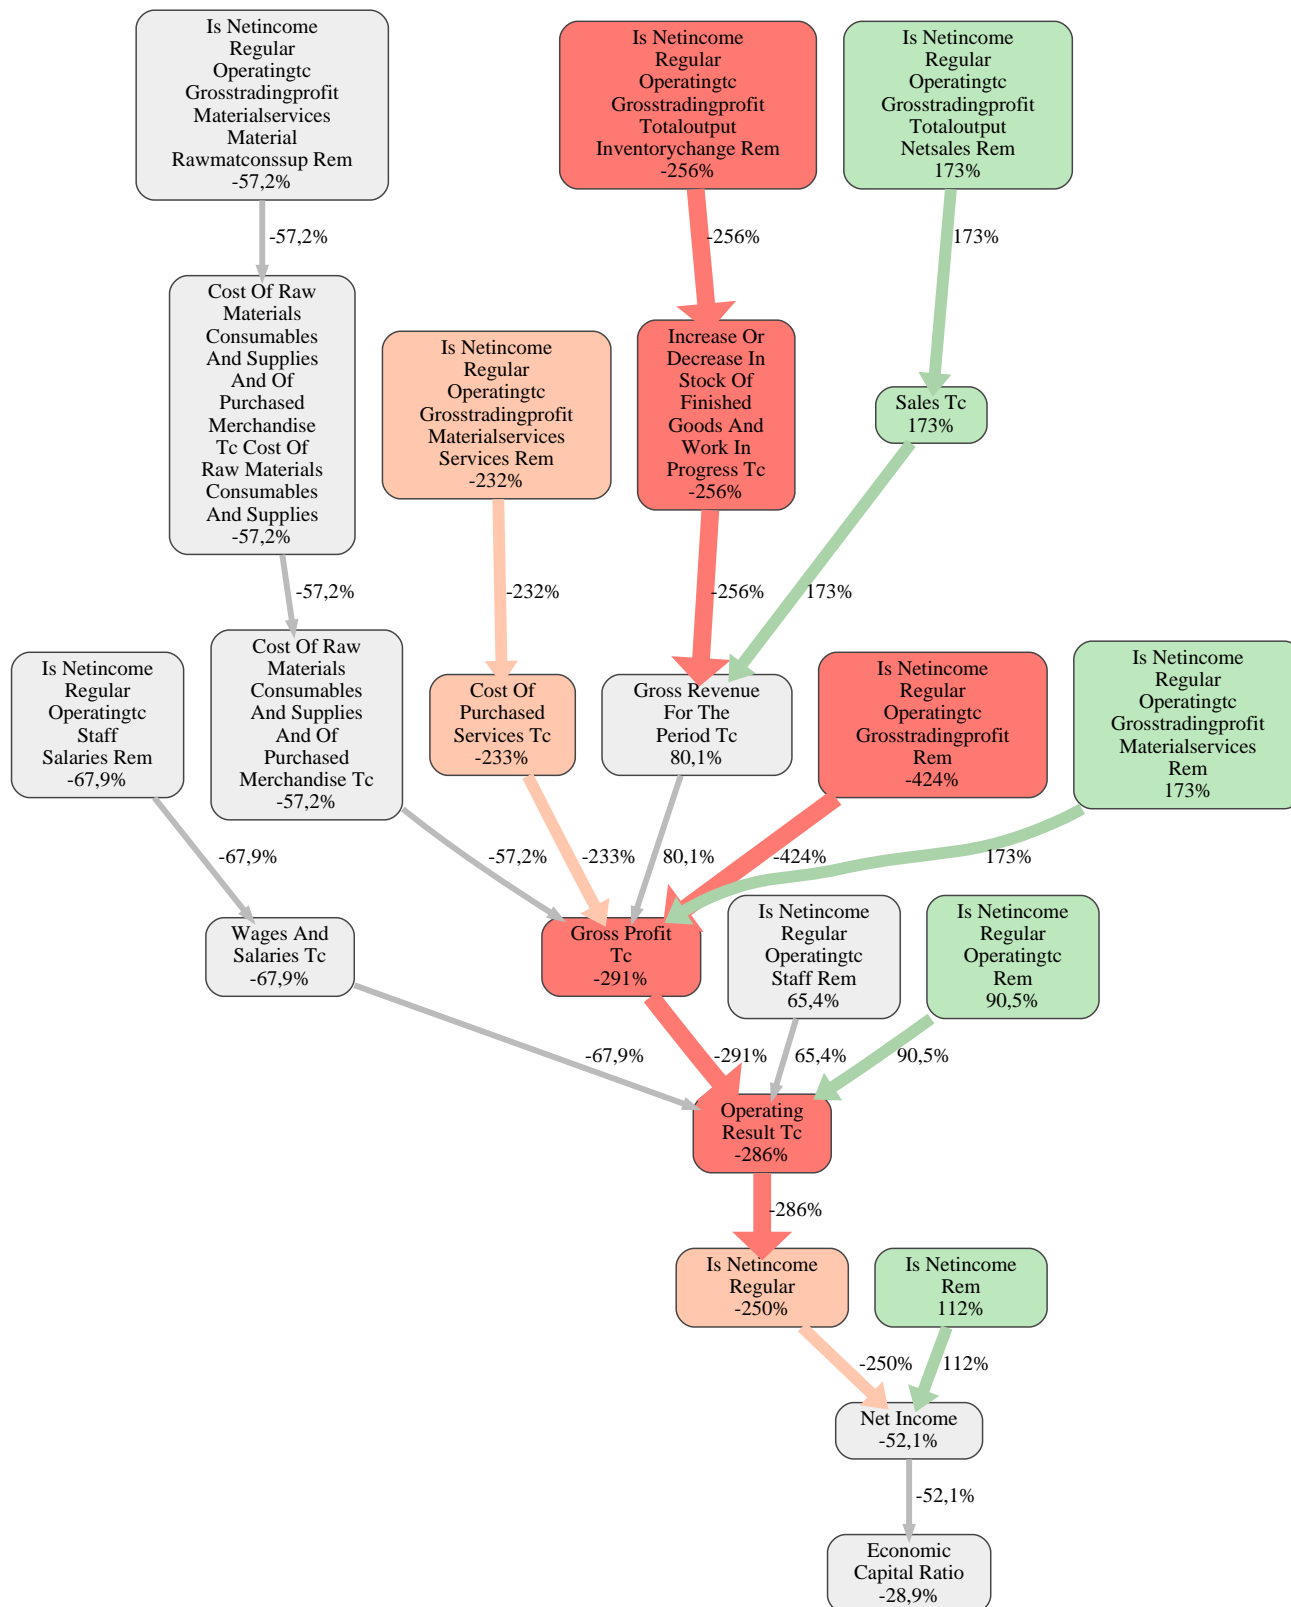 Is Netincome
Regular
Operatingtc
Grosstradingprofit
Materialservices
Material
Rawmatconssup Rem
-57,2%
Is Netincome
Regular
Operatingtc
Grosstradingprofit
Totaloutput
Inventorychange Rem
-256%
Is Netincome
Regular
Operatingtc
Grosstradingprofit
Totaloutput
Netsales Rem
173%
-57,2%
-256%
173%
Cost Of Raw
Materials
Consumables
And Supplies
And Of
Purchased
Merchandise
Tc Cost Of
Raw Materials
Consumables
And Supplies
-57,2%
Is Netincome
Regular
Operatingtc
Grosstradingprofit
Materialservices
Services Rem
-232%
Increase Or
Decrease In
Stock Of
Finished
Goods And
Work In
Progress Tc
-256%
Sales Tc
173%
-57,2%
-232%
-256%
173%
Is Netincome
Regular
Operatingtc
Staff
Salaries Rem
-67,9%
Cost Of Raw
Materials
Consumables
And Supplies
And Of
Purchased
Merchandise Tc
-57,2%
Cost Of
Purchased
Services Tc
-233%
Gross Revenue
For The
Period Tc
80,1%
Is Netincome
Regular
Operatingtc
Grosstradingprofit
Rem
-424%
Is Netincome
Regular
Operatingtc
Grosstradingprofit
Materialservices
Rem
173%
-67,9%
-57,2%
-233%
80,1%
-424%
173%
Wages And
Salaries Tc
-67,9%
Gross Profit
Tc
-291%
Is Netincome
Regular
Operatingtc
Staff Rem
65,4%
Is Netincome
Regular
Operatingtc
Rem
90,5%
-67,9%
-291%
65,4%
90,5%
Operating
Result Tc
-286%
-286%
Is Netincome
Regular
-250%
Is Netincome
Rem
112%
-250%
112%
Net Income
-52,1%
-52,1%
Economic
Capital Ratio
-28,9%